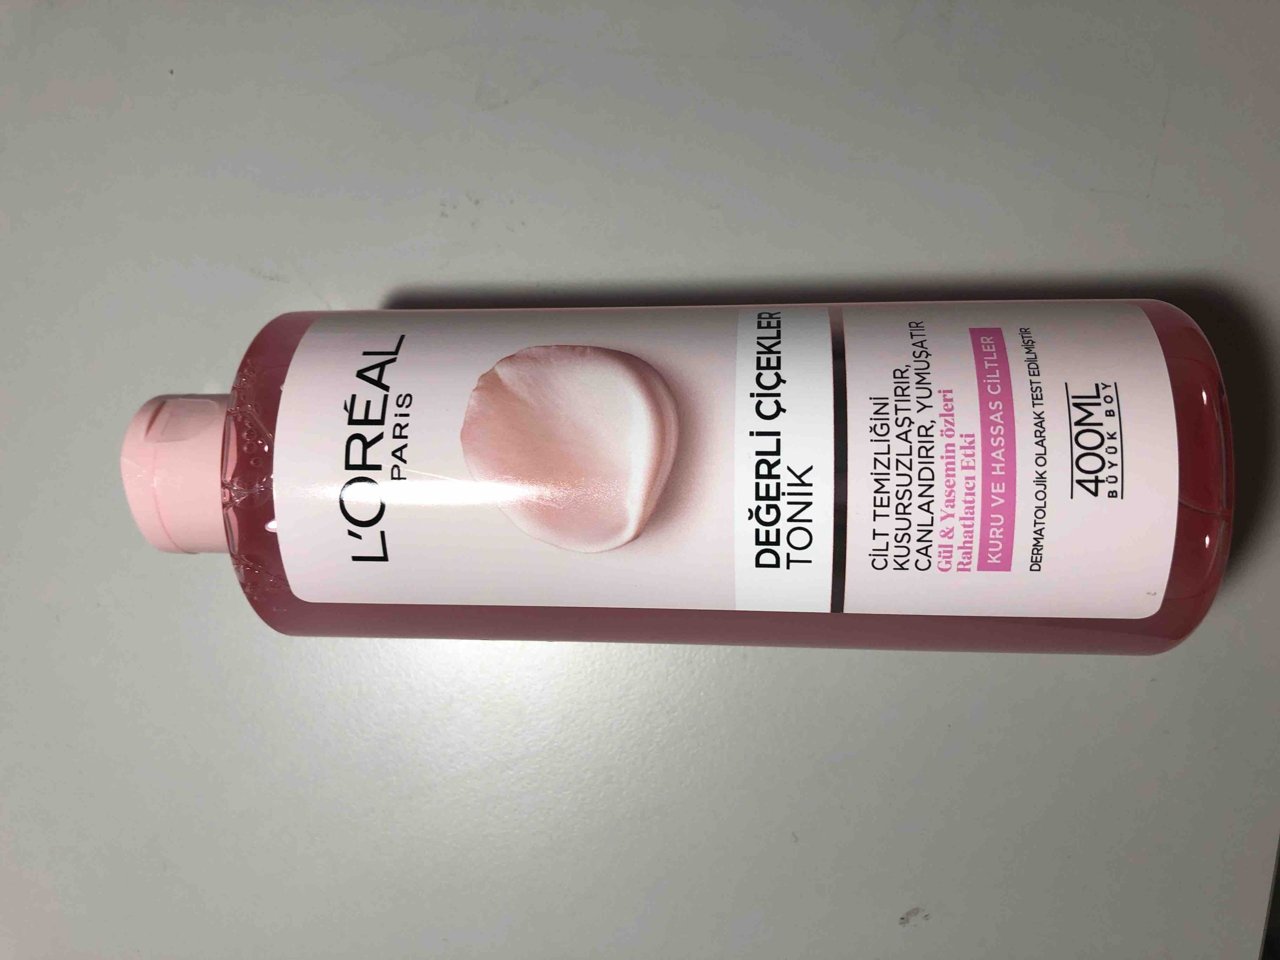 L'ORÉAL
PARiS
DEĞERLİ ÇİÇEKLER
TONİK
CİLT TEMİZLİĞİNİ
KUSURSUZLAŞTIRIR,
CANLANDIRIR, YUMUŞATIR
Gül & Yasemin özleri
Rahatlatıcı Etki
KURU VE HASSAS CİLTLER
DERMATOLOJİK OLARAK TEST EDİLMİŞTİR
400ML
BÜYÜK BOY